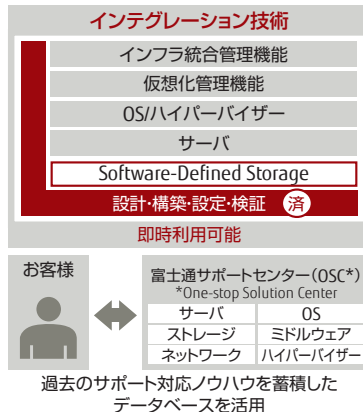 インテグレーション技術
インフラ統合管理機能
仮想化管理機能
OS/ハイパーバイザー
サーバ
Software-Defined Storage
設計・構築・設定・検証 済
即時利用可能
お客様
富士通サポートセンター(OSC*)
*One-stop Solution Center
サーバ OS
ストレージ ミドルウェア
ネットワーク ハイパーバイザー
過去のサポート対応ノウハウを蓄積した
データベースを活用